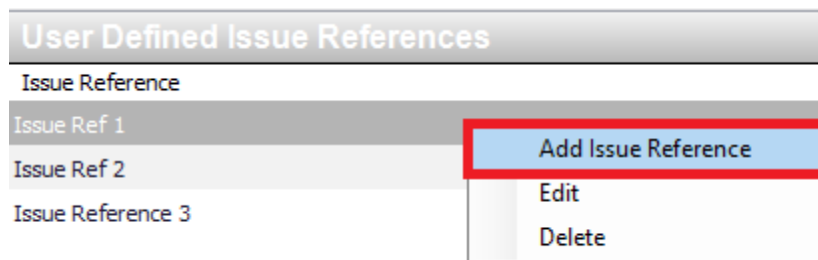 User Defined Issue References
Issue Reference
Issue Ref 1
Add Issue Reference
Issue Ref 2
Edit
Issue Reference 3
Delete